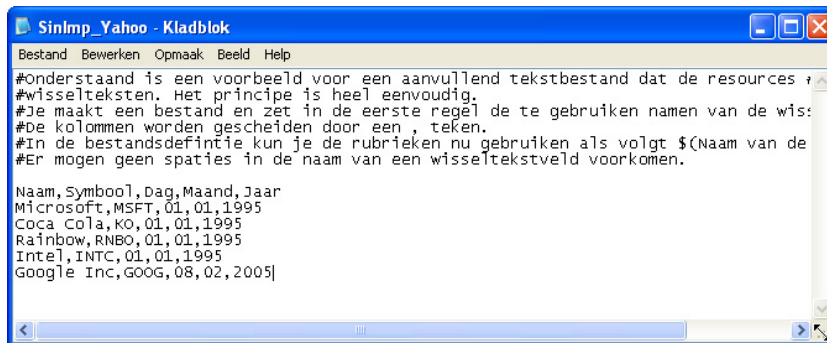 SinImp_Yahoo - Kladblok
Bestand Bewerken Opmaak Beeld Help
#Onderstaand is een voorbeeld voor een aanvullend tekstbestand dat de resources
#wisselteksten. Het principe is heel eenvoudig.
#Je maakt een bestand en zet in de eerste regel de te gebruiken namen van de
#De kolommen worden gescheiden door een , teken.
#In de bestandsdefintie kun je de rubrieken nu gebruiken als volgt $(Naam van de
#Er mogen geen spaties in de naam van een wisseltekstveld voorkomen.
Naam,Symbool,Dag,Maand,Jaar
Microsoft,MSFT,01,01,1995
Coca Cola,KO,01,01,1995
Rainbow,RNBO,01,01,1995
Intel,INTC,01,01,1995
Google Inc,GOOG,08,02,2005